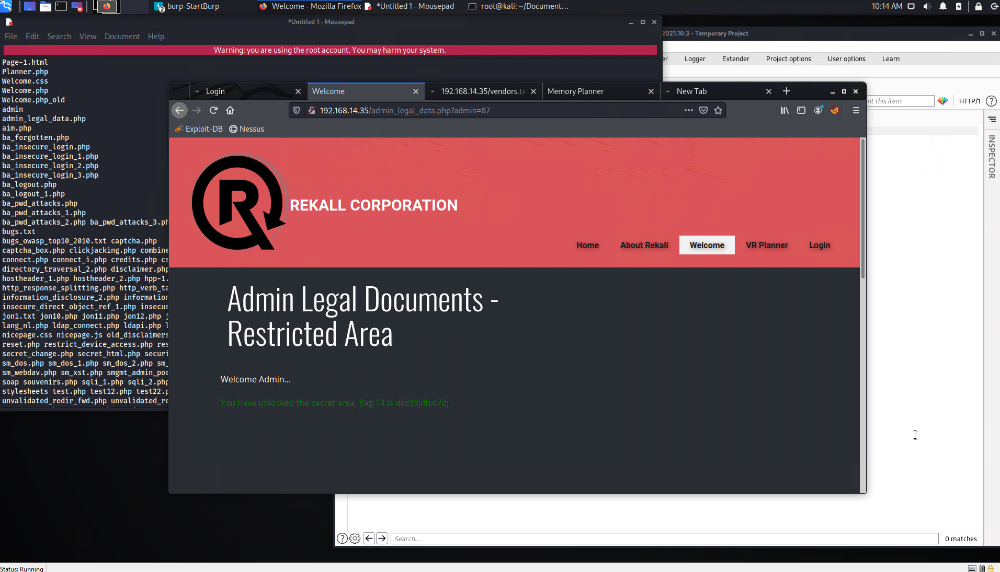 burp-StartBurp
Welcome - Mozilla Firefox
*Untitled 1 - Mousepad
root@kali: ~/Document...
10:14 AM
*Untitled 1 - Mousepad
File Edit Search View Document Help
Warning: you are using the root account. You may harm your system.
Page-1.html
Planner.php
Welcome.css
Welcome.php
Welcome.php_old
admin
admin_legal_data.php
aim.php
ba_forgotten.php
ba_insecure_login.php
ba_insecure_login_1.php
ba_insecure_login_2.php
ba_insecure_login_3.php
ba_logout.php
ba_logout_1.php
ba_pwd_attacks.php
ba_pwd_attacks_1.php
ba_pwd_attacks_2.php ba_pwd_attacks_3.ph
bugs.txt
bugs_owasp_top10_2010.txt captcha.php
captcha_box.php clickjacking.php combine
connect.php connect_i.php credits.php cs
directory_traversal_2.php disclaimer.php
hostheader_1.php hostheader_2.php hpp-1.
http_response_splitting.php http_verb_ta
information_disclosure_2.php information
insecure_direct_object_ref_1.php insecur
jon1.txt jon10.php jon11.php jon12.php j
lang_nl.php ldap_connect.php ldapi.php l
nicepage.css nicepage.js old_disclaimers
reset.php restrict_device_access.php res
secret_change.php secret_html.php securi
sm_dos.php sm_dos_1.php sm_dos_2.php sm_
sm_webdav.php sm_xst.php smgmt_admin_por
soap souvenirs.php sqli_1.php sqli_2.php
stylesheets test.php test12.php test22.p
unvalidated_redir_fwd.php unvalidated_re
2021.10.3 - Temporary Project
er Logger Extender Project options User options Learn
nt this item
HTTP/1
INSPECTOR
Login
Welcome
192.168.14.35/vendors.tx
Memory Planner
New Tab
192.168.14.35/admin_legal_data.php?admin=87
Exploit-DB Nessus
R
REKALL CORPORATION
Home About Rekall Welcome VR Planner Login
Admin Legal Documents -
Restricted Area
Welcome Admin...
You have unlocked the secret area, flag 14 is dks93jdlsd7dj
Search...
0 matches
Status: Running